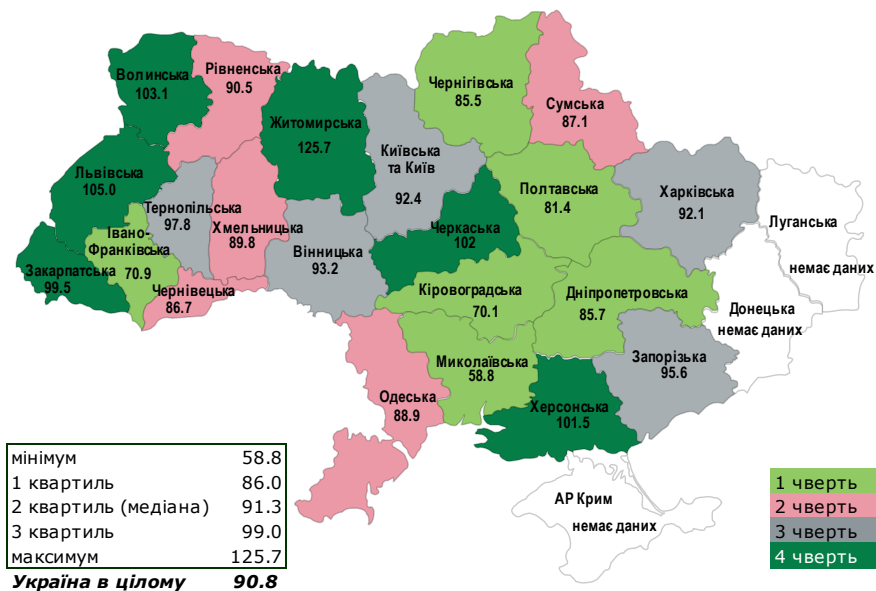 Волинська
103.1
Рівненська
90.5
Житомирська
125.7
Київська
та Київ
92.4
Чернігівська
85.5
Сумська
87.1
Львівська
105.0
Тернопільська
97.8
Хмельницька
89.8
Вінницька
93.2
Черкаська
102
Полтавська
81.4
Харківська
92.1
Луганська
немає даних
Івано-
Франківська
70.9
Закарпатська
99.5
Чернівецька
86.7
Кіровоградська
70.1
Дніпропетровська
85.7
Донецька
немає даних
Миколаївська
58.8
Запорізька
95.6
Одеська
88.9
Херсонська
101.5
АР Крим
немає даних
мінімум 58.8
1 квартиль 86.0
2 квартиль (медіана) 91.3
3 квартиль 99.0
максимум 125.7
Україна в цілому 90.8
1 чверть
2 чверть
3 чверть
4 чверть